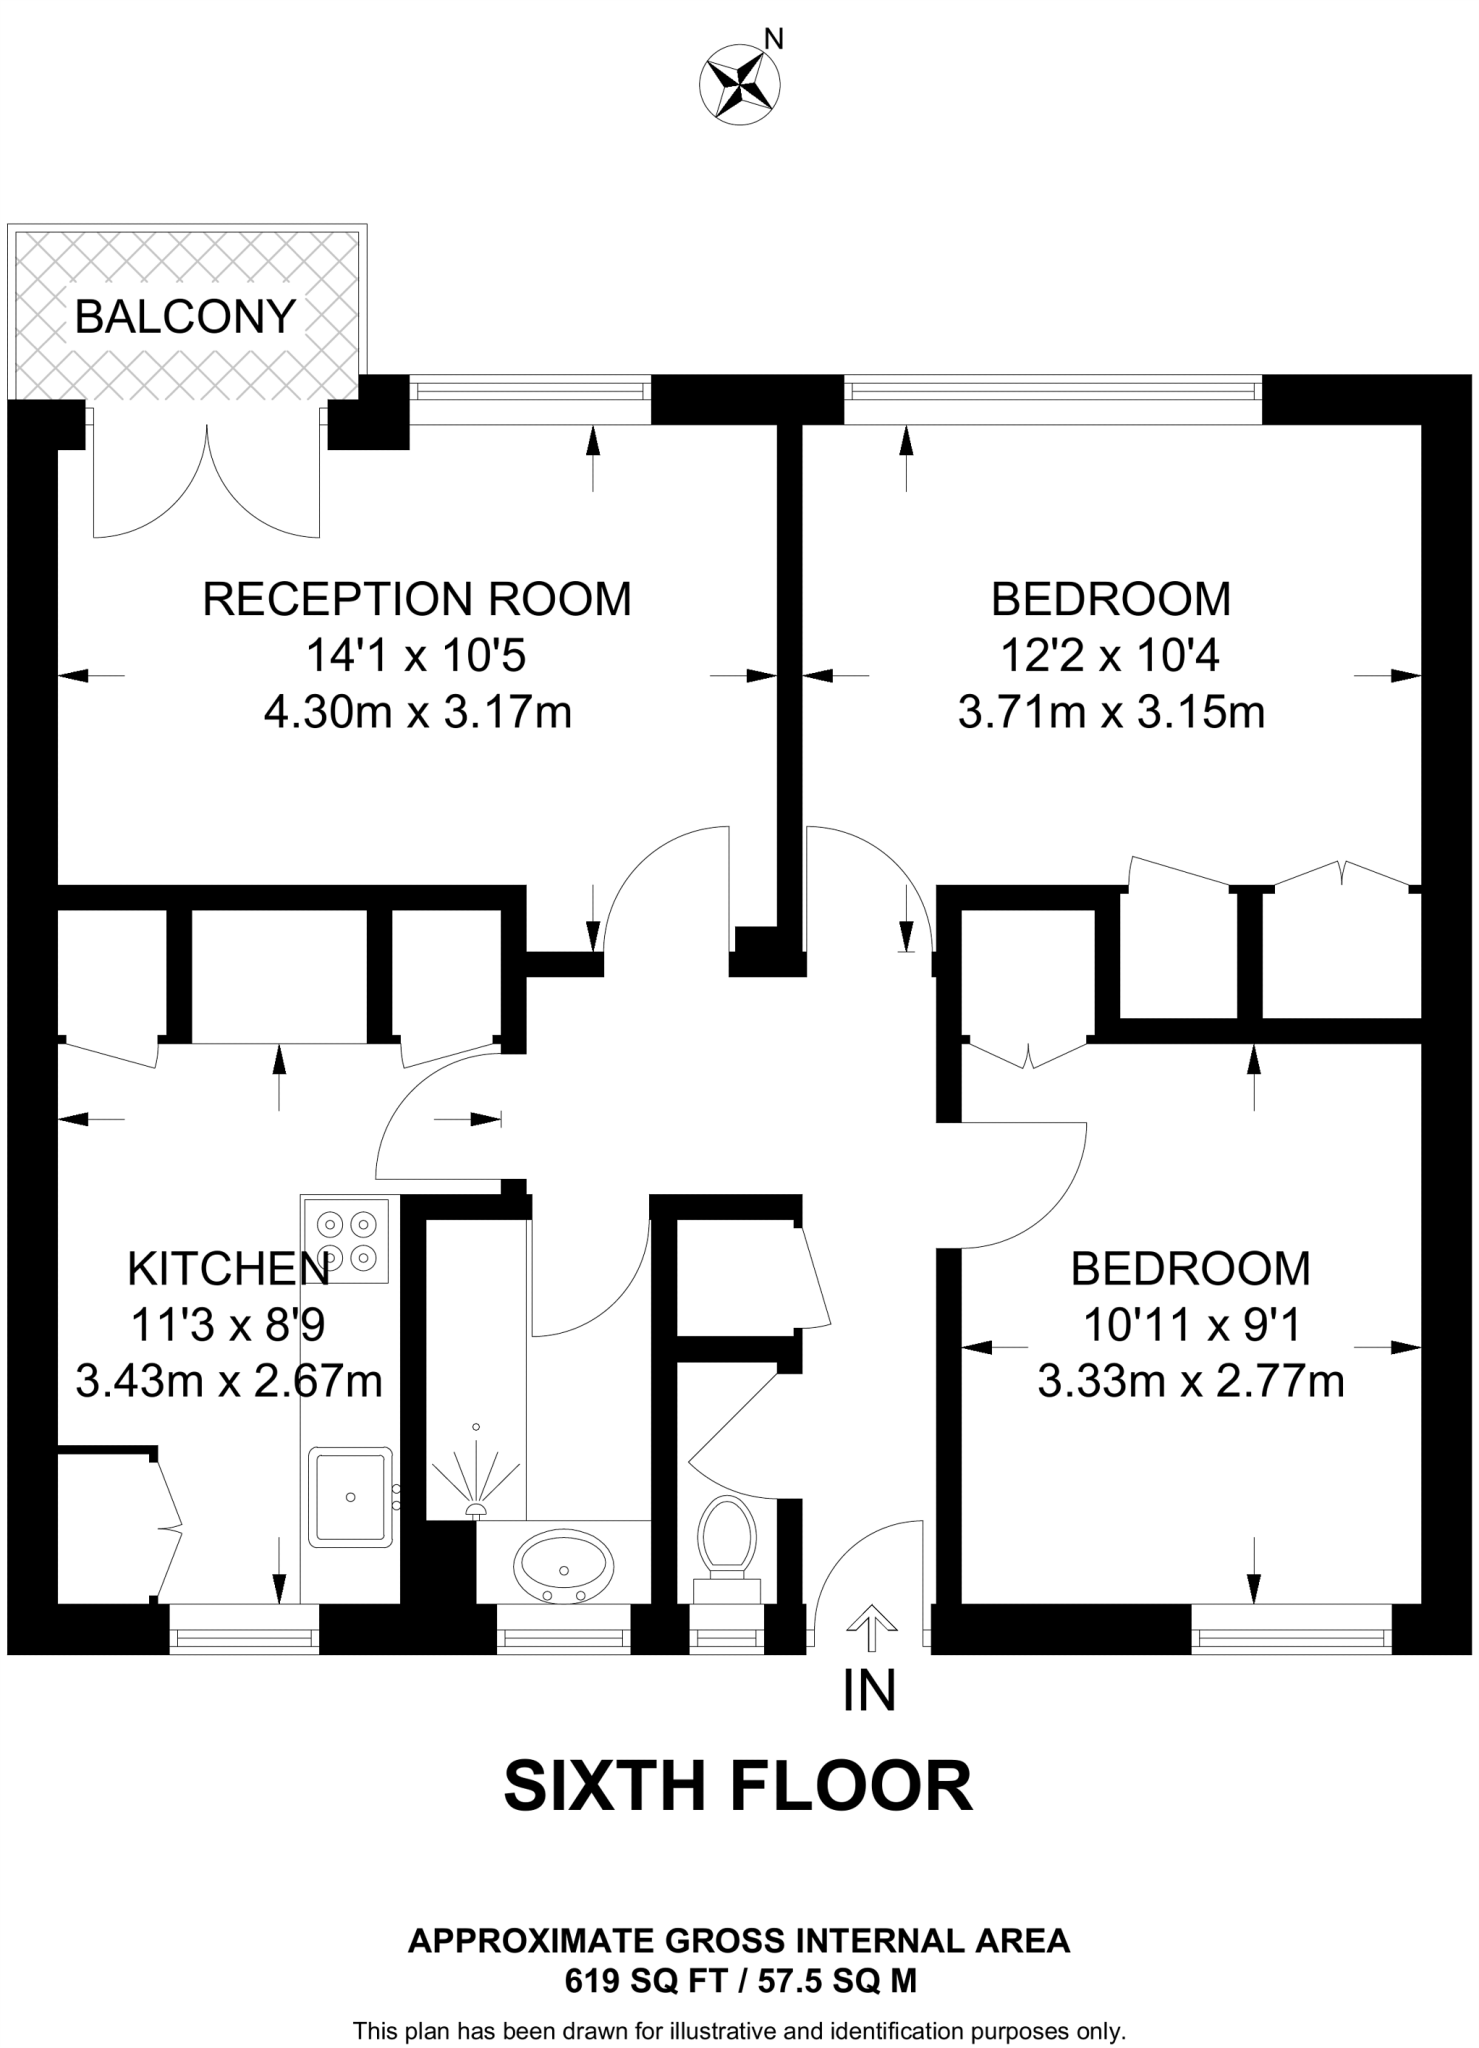 N
BALCONY
RECEPTION ROOM
14'1 x 10'5
4.30m x 3.17m
BEDROOM
12'2 x 10'4
3.71m x 3.15m
KITCHEN
11'3 x 8'9
3.43m x 2.67m
BEDROOM
10'11 x 9'1
3.33m x 2.77m
IN
SIXTH FLOOR
APPROXIMATE GROSS INTERNAL AREA
619 SQ FT / 57.5 SQ M
This plan has been drawn for illustrative and identification purposes only.